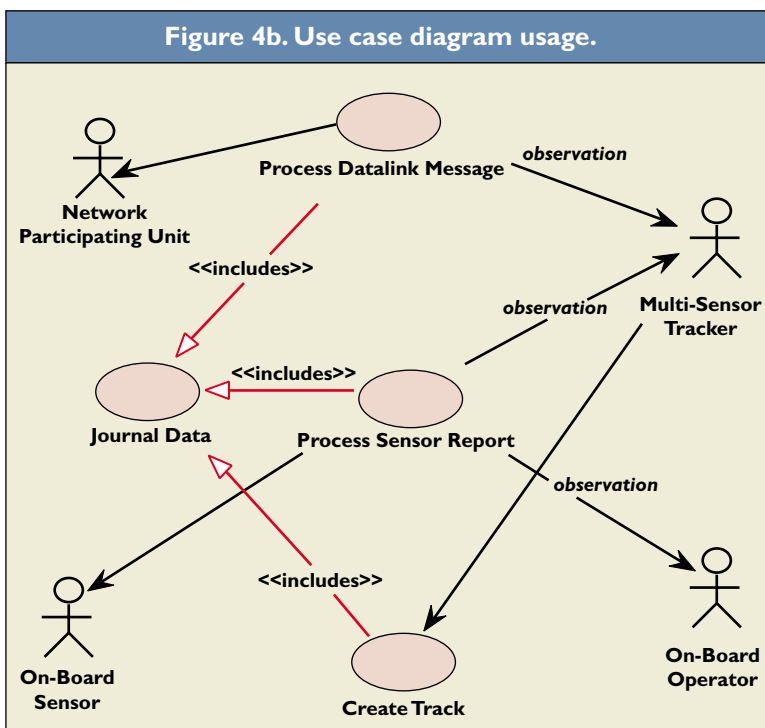 Figure 4b. Use case diagram usage.
Process Datalink Message
observation
Network
Participating Unit
<<includes>>
observation
Multi-Sensor
Tracker
<<includes>>
Journal Data
Process Sensor Report
observation
<<includes>>
On-Board
Sensor
Create Track
On-Board
Operator